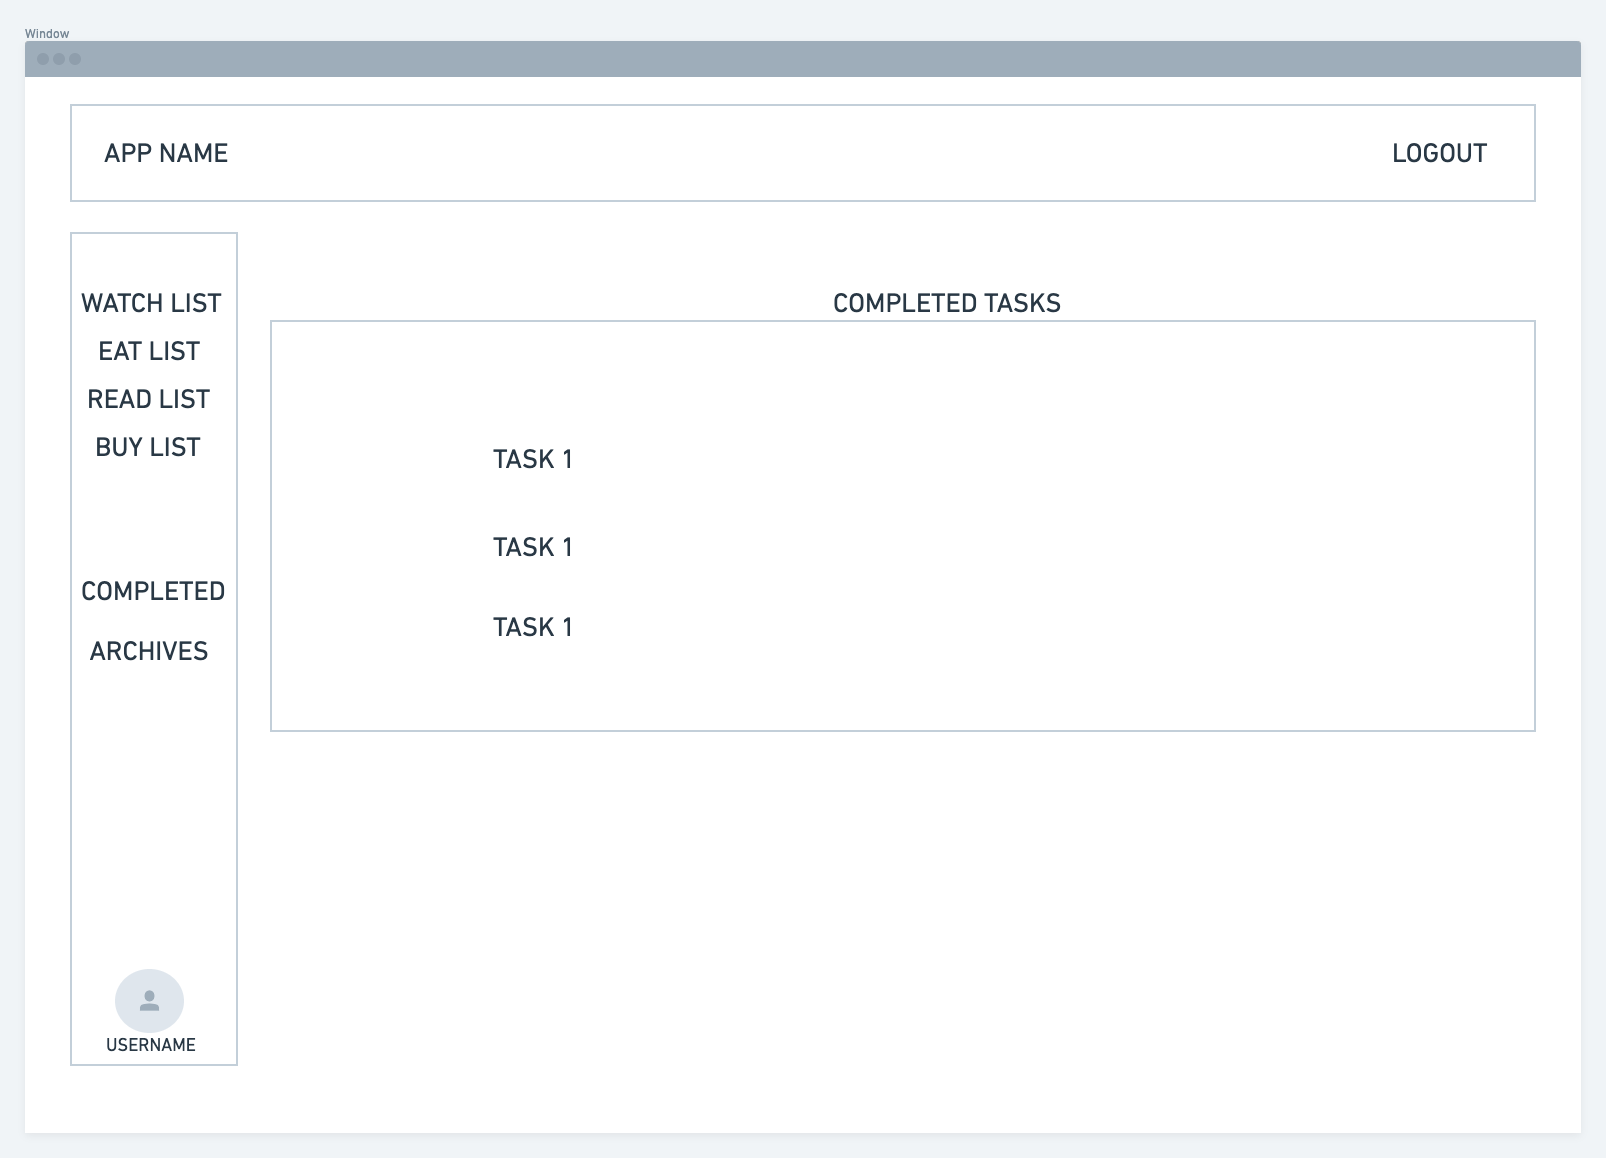 Window
APP NAME
LOGOUT
WATCH LIST
EAT LIST
READ LIST
BUY LIST
COMPLETED
ARCHIVES
USERNAME
COMPLETED TASKS
TASK 1
TASK 1
TASK 1